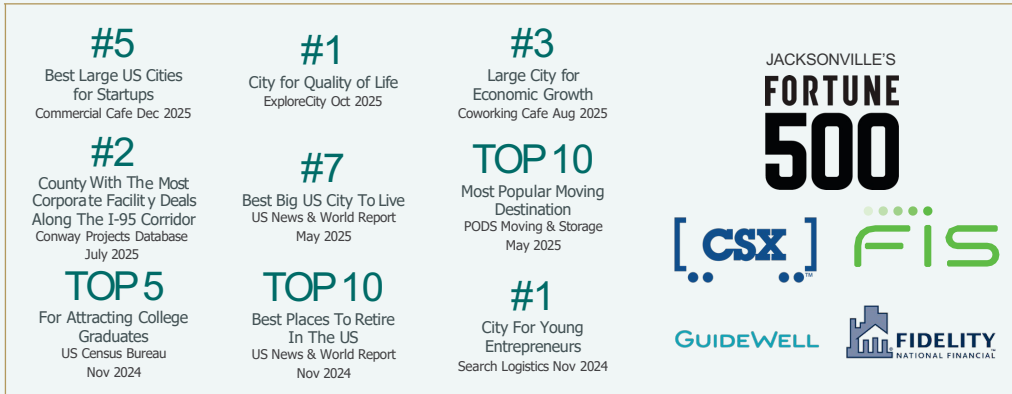 #5
Best Large US Cities
for Startups
Commercial Cafe Dec 2025
#1
City for Quality of Life
ExploreCity Oct 2025
#3
Large City for
Economic Growth
Coworking Cafe Aug 2025
#2
County With The Most
Corporate Facility Deals
Along The I-95 Corridor
Conway Projects Database
July 2025
#7
Best Big US City To Live
US News & World Report
May 2025
TOP 10
Most Popular Moving
Destination
PODS Moving & Storage
May 2025
TOP 5
For Attracting College
Graduates
US Census Bureau
Nov 2024
TOP 10
Best Places To Retire
In The US
US News & World Report
Nov 2024
#1
City For Young
Entrepreneurs
Search Logistics Nov 2024
JACKSONVILLE'S
FORTUNE
500
[CSX]™
FIS
GUIDEWELL
FIDELITY™
NATIONAL FINANCIAL